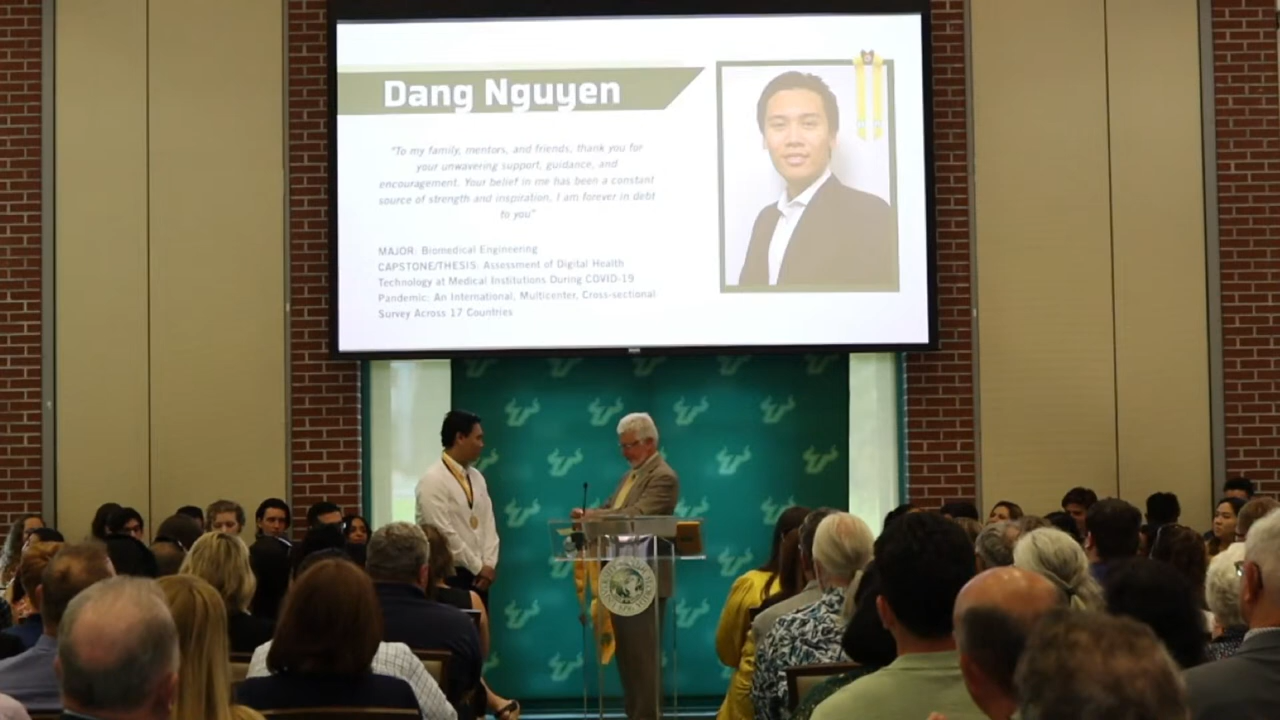 Dang Nguyen
"To my family, mentors, and friends, thank you for
your unwavering support, guidance, and
encouragement. Your belief in me has been a constant
source of strength and inspiration. I am forever in debt
to you"
MAJOR: Biomedical Engineering
CAPSTONE/THESIS: Assessment of Digital Health
Technology at Medical Institutions During COVID-19
Pandemic: An International, Multicenter, Cross-sectional
Survey Across 17 Countries